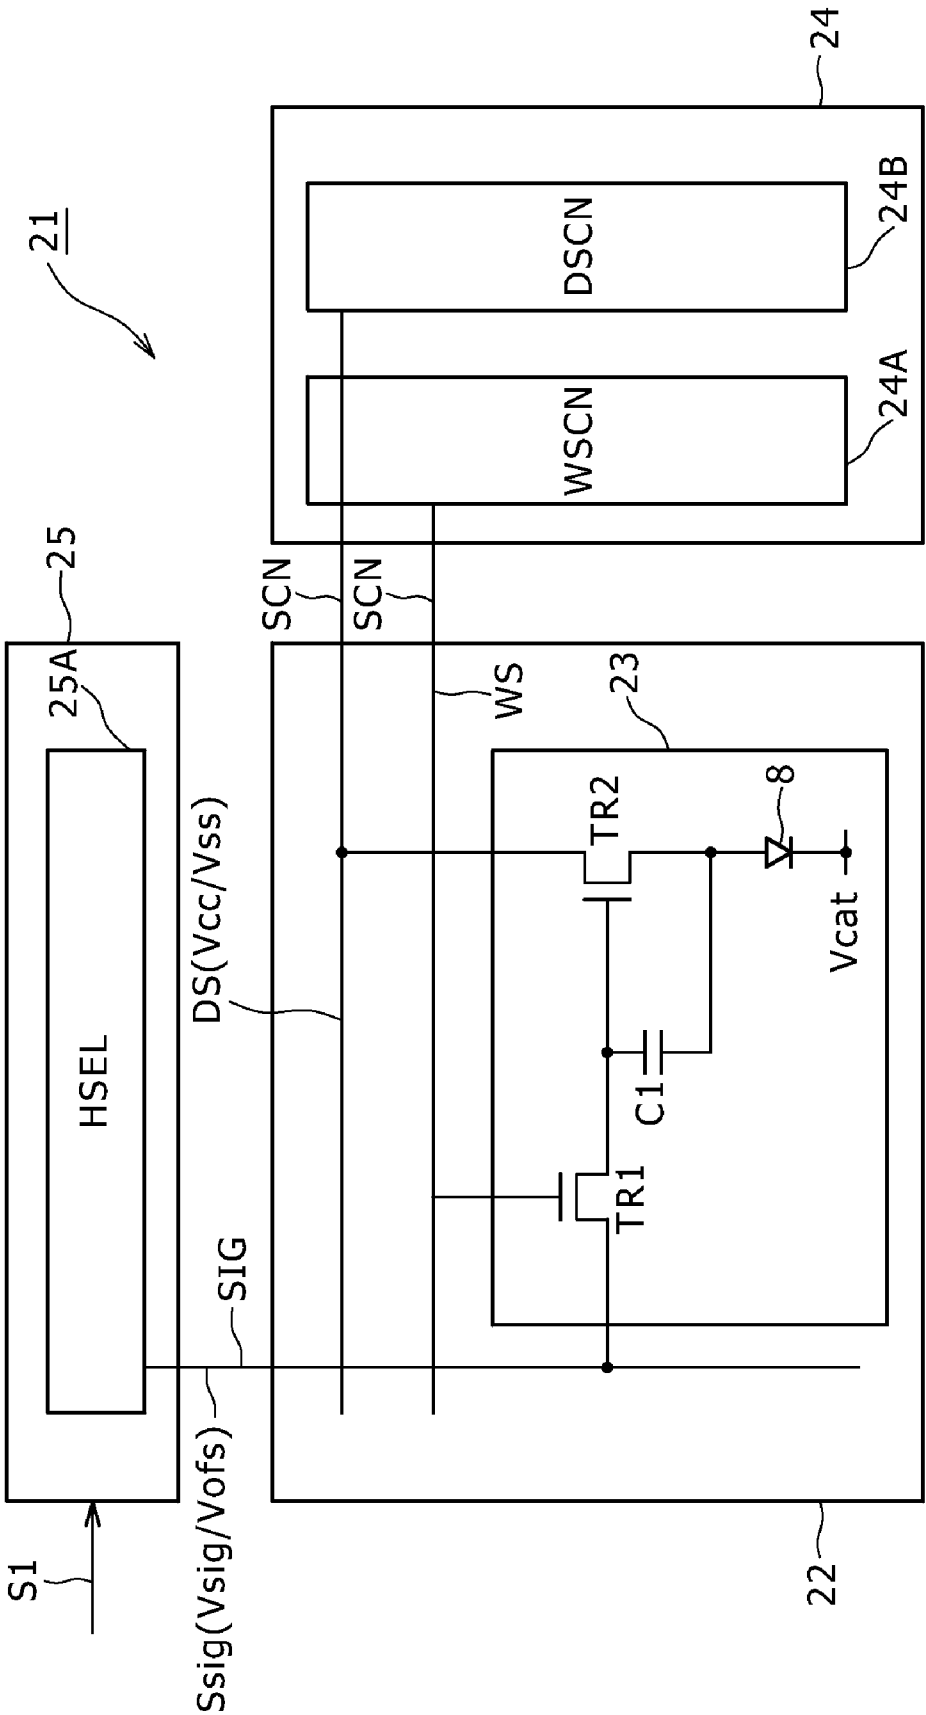 21
S1
25
25A
HSEL
Ssig(Vsig/Vofs)
SIG
DS(Vcc/Vss)
SCN
SCN
WS
24
WSCN
DSCN
24A
24B
22
23
TR1
TR2
C1
8
Vcat